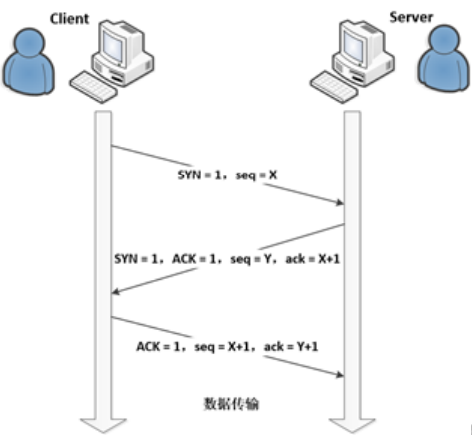 Client
Server
SYN = 1，seq = X
SYN = 1，ACK = 1，seq = Y，ack = X+1
ACK = 1，seq = X+1，ack = Y+1
数据传输